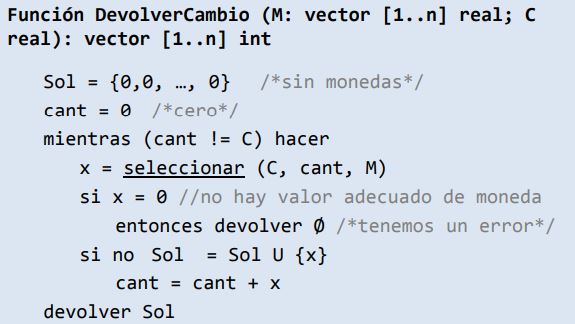 Función DevolverCambio (M: vector [1..n] real; C
real): vector [1..n] int
Sol = {0,0, …, 0} /*sin monedas*/
cant = 0 /*cero*/
mientras (cant != C) hacer
x = seleccionar (C, cant, M)
si x = 0 //no hay valor adecuado de moneda
entonces devolver Ø /*tenemos un error*/
si no Sol = Sol U {x}
cant = cant + x
devolver Sol